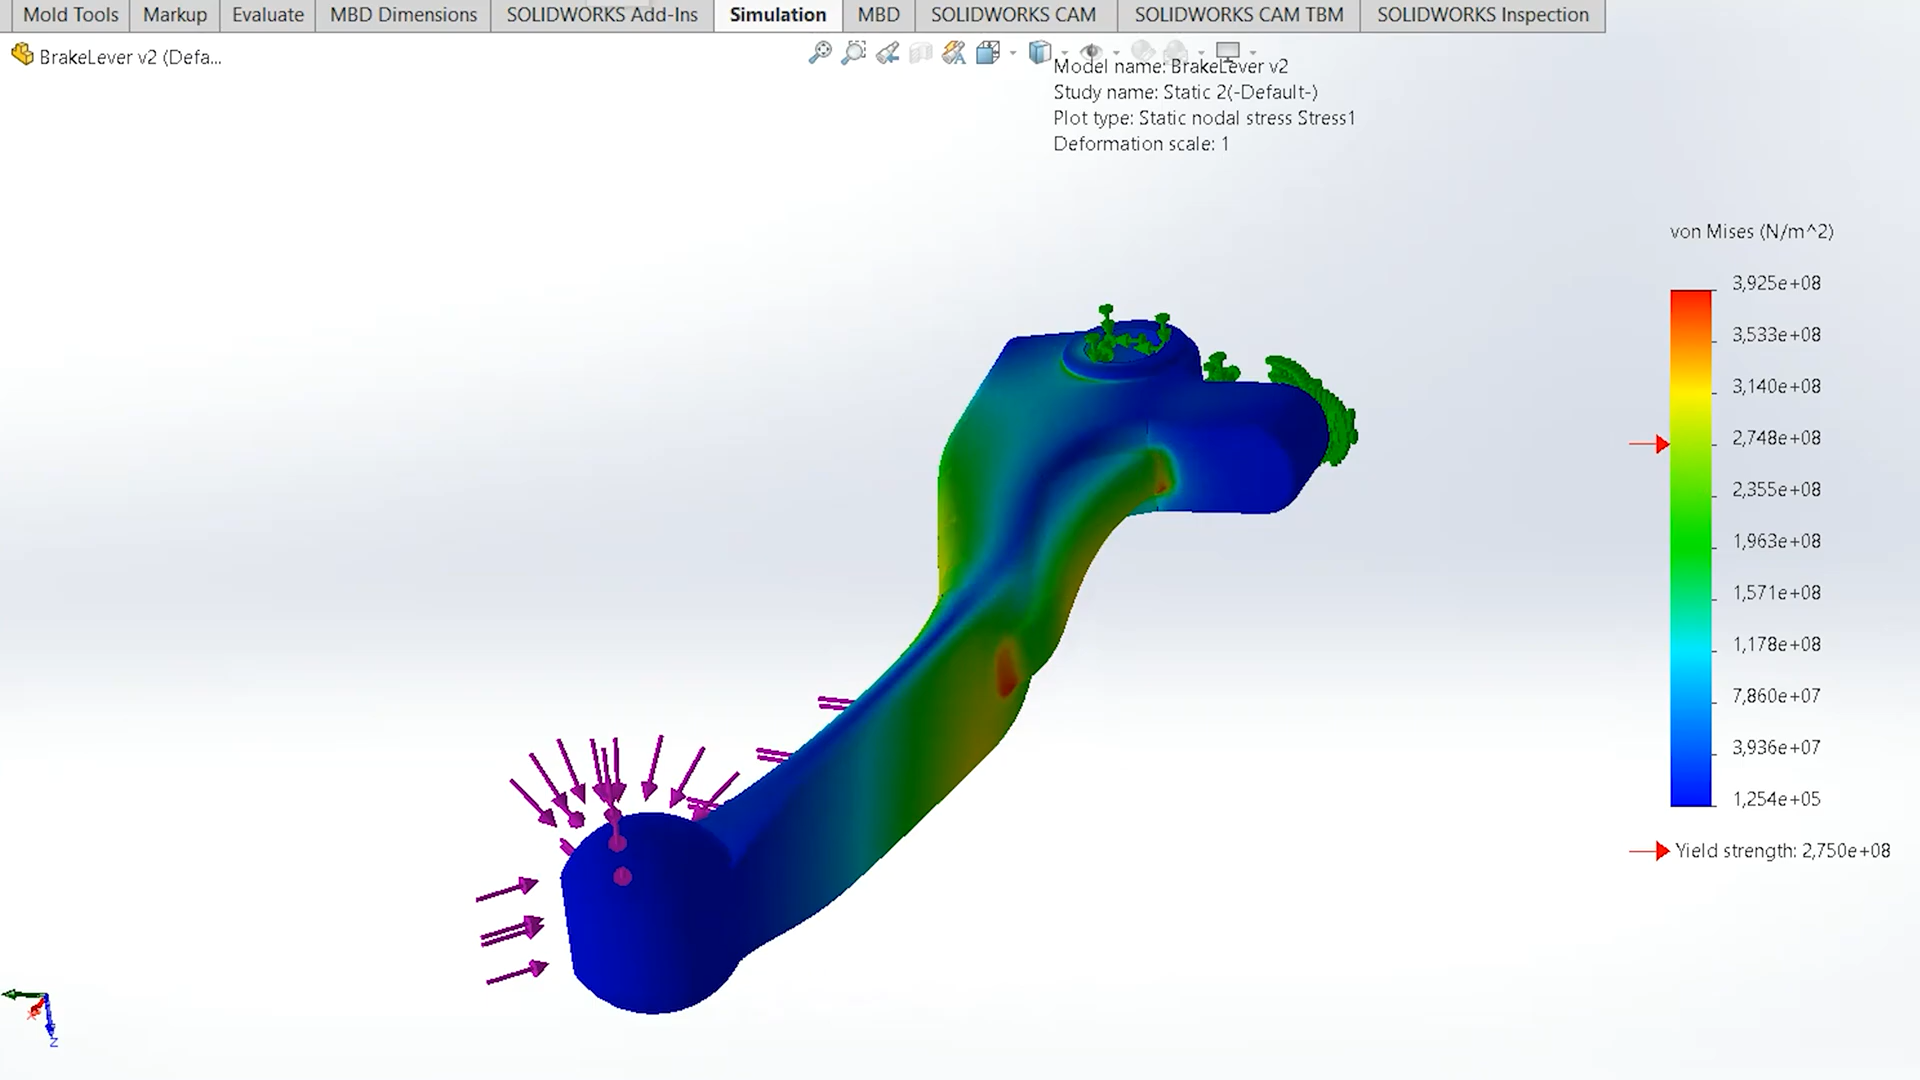 Mold Tools
Markup
Evaluate
MBD Dimensions
SOLIDWORKS Add-Ins
Simulation
MBD
SOLIDWORKS CAM
SOLIDWORKS CAM TBM
SOLIDWORKS Inspection
BrakeLever v2 (Defa...
Model name: BrakeLever v2
Study name: Static 2(-Default-)
Plot type: Static nodal stress Stress1
Deformation scale: 1
von Mises (N/m^2)
3,925e+08
3,533e+08
3,140e+08
2,748e+08
2,355e+08
1,963e+08
1,571e+08
1,178e+08
7,860e+07
3,936e+07
1,254e+05
Yield strength: 2,750e+08
Z